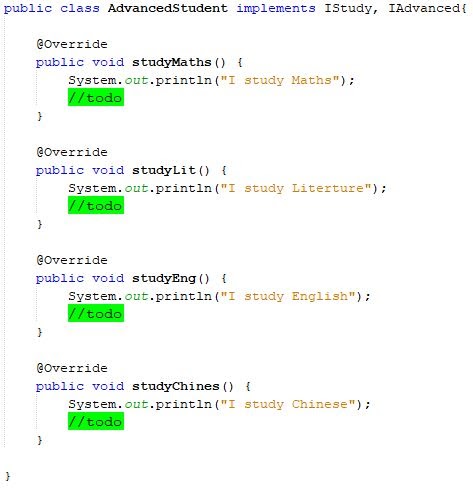 public class AdvancedStudent implements IStudy, IAdvanced{
@Override
public void studyMaths() {
System.out.println("I study Maths");
//todo
}
@Override
public void studyLit() {
System.out.println("I study Literture");
//todo
}
@Override
public void studyEng() {
System.out.println("I study English");
//todo
}
@Override
public void studyChines() {
System.out.println("I study Chinese");
//todo
}
}